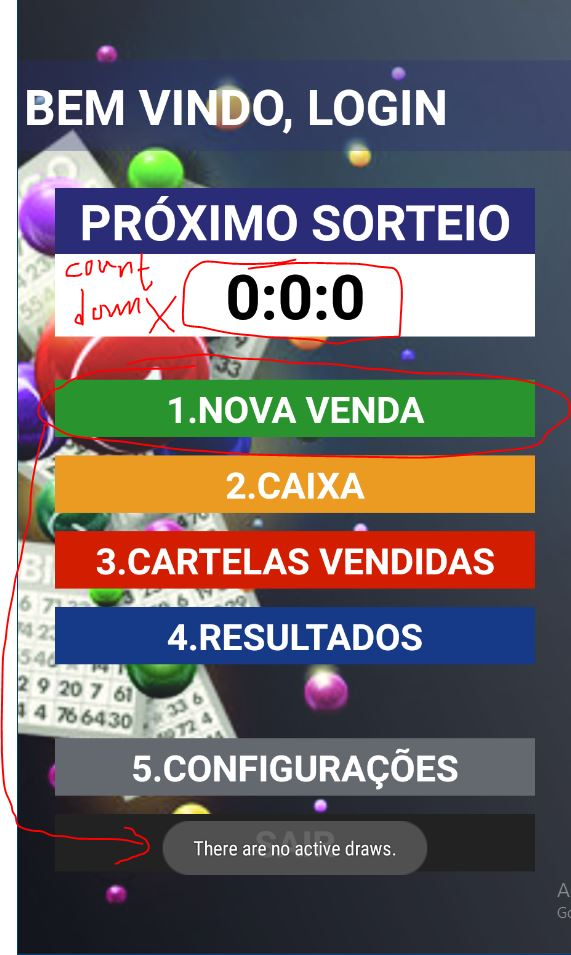 BEM VINDO, LOGIN
PRÓXIMO SORTEIO
count
down X
0:0:0
1.NOVA VENDA
2.CAIXA
3.CARTELAS VENDIDAS
4.RESULTADOS
5.CONFIGURAÇÕES
SAIR
There are no active draws.